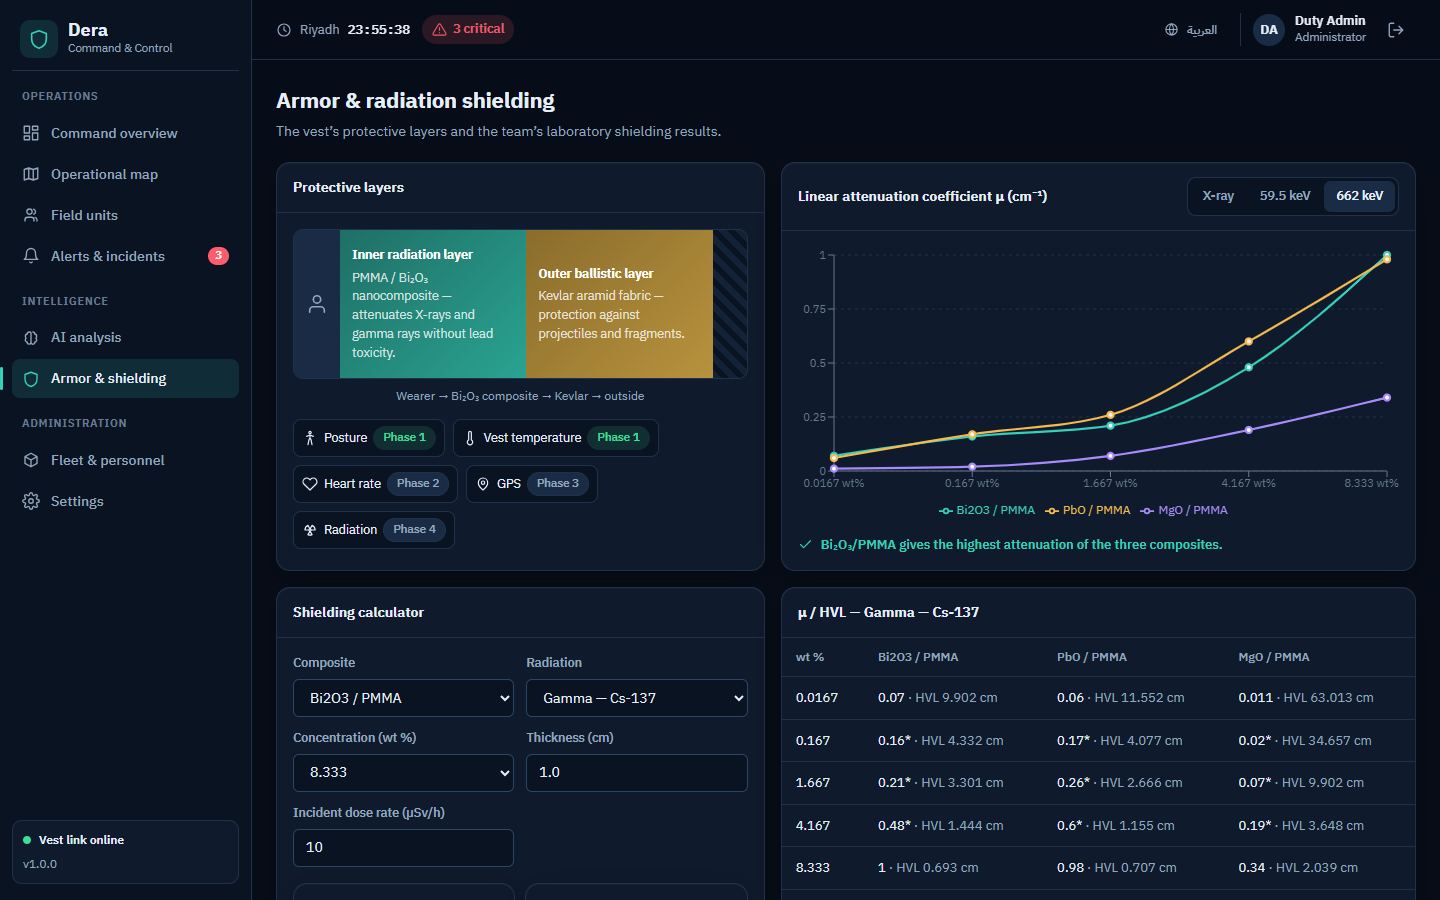 Dera
Command & Control
OPERATIONS
Command overview
Operational map
Field units
Alerts & incidents 3
INTELLIGENCE
AI analysis
Armor & shielding
ADMINISTRATION
Fleet & personnel
Settings
Vest link online
v1.0.0
Riyadh 23:55:38 3 critical
العربية
DA
Duty Admin
Administrator
Armor & radiation shielding
The vest's protective layers and the team's laboratory shielding results.
Protective layers
Inner radiation layer
PMMA / Bi₂O₃
nanocomposite —
attenuates X-rays and
gamma rays without lead
toxicity.
Outer ballistic layer
Kevlar aramid fabric —
protection against
projectiles and fragments.
Wearer → Bi₂O₃ composite → Kevlar → outside
Posture Phase 1 Vest temperature Phase 1
Heart rate Phase 2 GPS Phase 3
Radiation Phase 4
Linear attenuation coefficient μ (cm⁻¹) X-ray 59.5 keV 662 keV
1
0.75
0.5
0.25
0
0.0167 wt% 0.167 wt% 1.667 wt% 4.167 wt% 8.333 wt%
Bi2O3 / PMMA PbO / PMMA MgO / PMMA
Bi₂O₃/PMMA gives the highest attenuation of the three composites.
Shielding calculator
Composite Radiation
Bi2O3 / PMMA Gamma — Cs-137
Concentration (wt %) Thickness (cm)
8.333 1.0
Incident dose rate (μSv/h)
10
μ / HVL — Gamma — Cs-137
wt % Bi2O3 / PMMA PbO / PMMA MgO / PMMA
0.0167 0.07 · HVL 9.902 cm 0.06 · HVL 11.552 cm 0.011 · HVL 63.013 cm
0.167 0.16* · HVL 4.332 cm 0.17* · HVL 4.077 cm 0.02* · HVL 34.657 cm
1.667 0.21* · HVL 3.301 cm 0.26* · HVL 2.666 cm 0.07* · HVL 9.902 cm
4.167 0.48* · HVL 1.444 cm 0.6* · HVL 1.155 cm 0.19* · HVL 3.648 cm
8.333 1 · HVL 0.693 cm 0.98 · HVL 0.707 cm 0.34 · HVL 2.039 cm